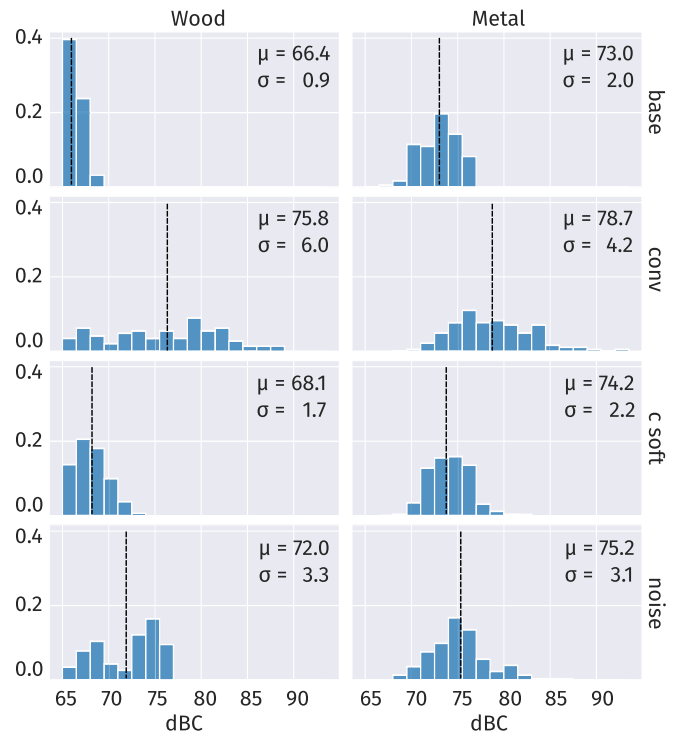 Wood Metal
0.4
0.2
0.0
μ = 66.4
σ = 0.9
μ = 73.0
σ = 2.0
base
0.4
0.2
0.0
μ = 75.8
σ = 6.0
μ = 78.7
σ = 4.2
conv
0.4
0.2
0.0
μ = 68.1
σ = 1.7
μ = 74.2
σ = 2.2
c soft
0.4
0.2
0.0
μ = 72.0
σ = 3.3
μ = 75.2
σ = 3.1
noise
65 70 75 80 85 90
65 70 75 80 85 90
dBC
dBC